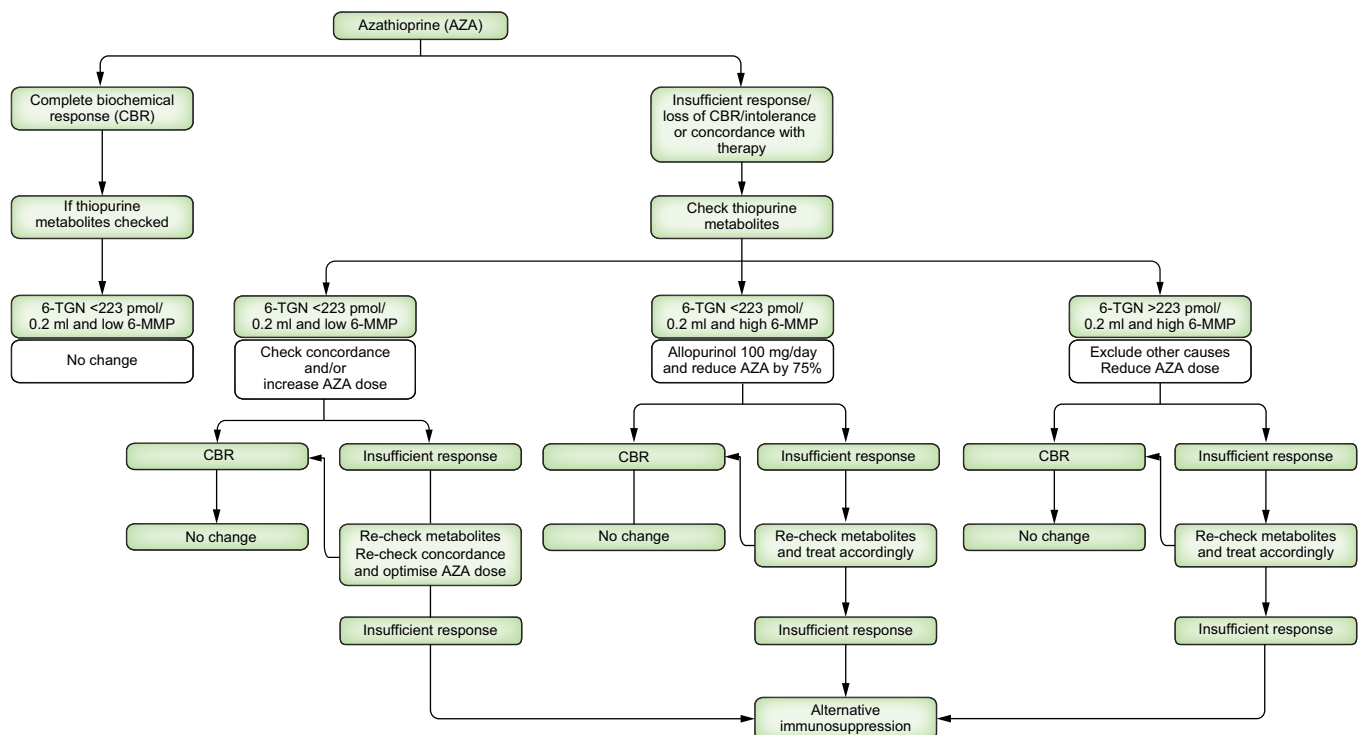 Azathioprine (AZA)
Complete biochemical
response (CBR)
Insufficient response/
loss of CBR/intolerance
or concordance with
therapy
If thiopurine
metabolites checked
Check thiopurine
metabolites
6-TGN <223 pmol/
0.2 ml and low 6-MMP
No change
6-TGN <223 pmol/
0.2 ml and low 6-MMP
Check concordance
and/or
increase AZA dose
6-TGN <223 pmol/
0.2 ml and high 6-MMP
Allopurinol 100 mg/day
and reduce AZA by 75%
6-TGN >223 pmol/
0.2 ml and high 6-MMP
Exclude other causes
Reduce AZA dose
CBR
Insufficient response
CBR
Insufficient response
CBR
Insufficient response
No change
Re-check metabolites
Re-check concordance
and optimise AZA dose
No change
Re-check metabolites
and treat accordingly
No change
Re-check metabolites
and treat accordingly
Insufficient response
Insufficient response
Insufficient response
Alternative
immunosuppression